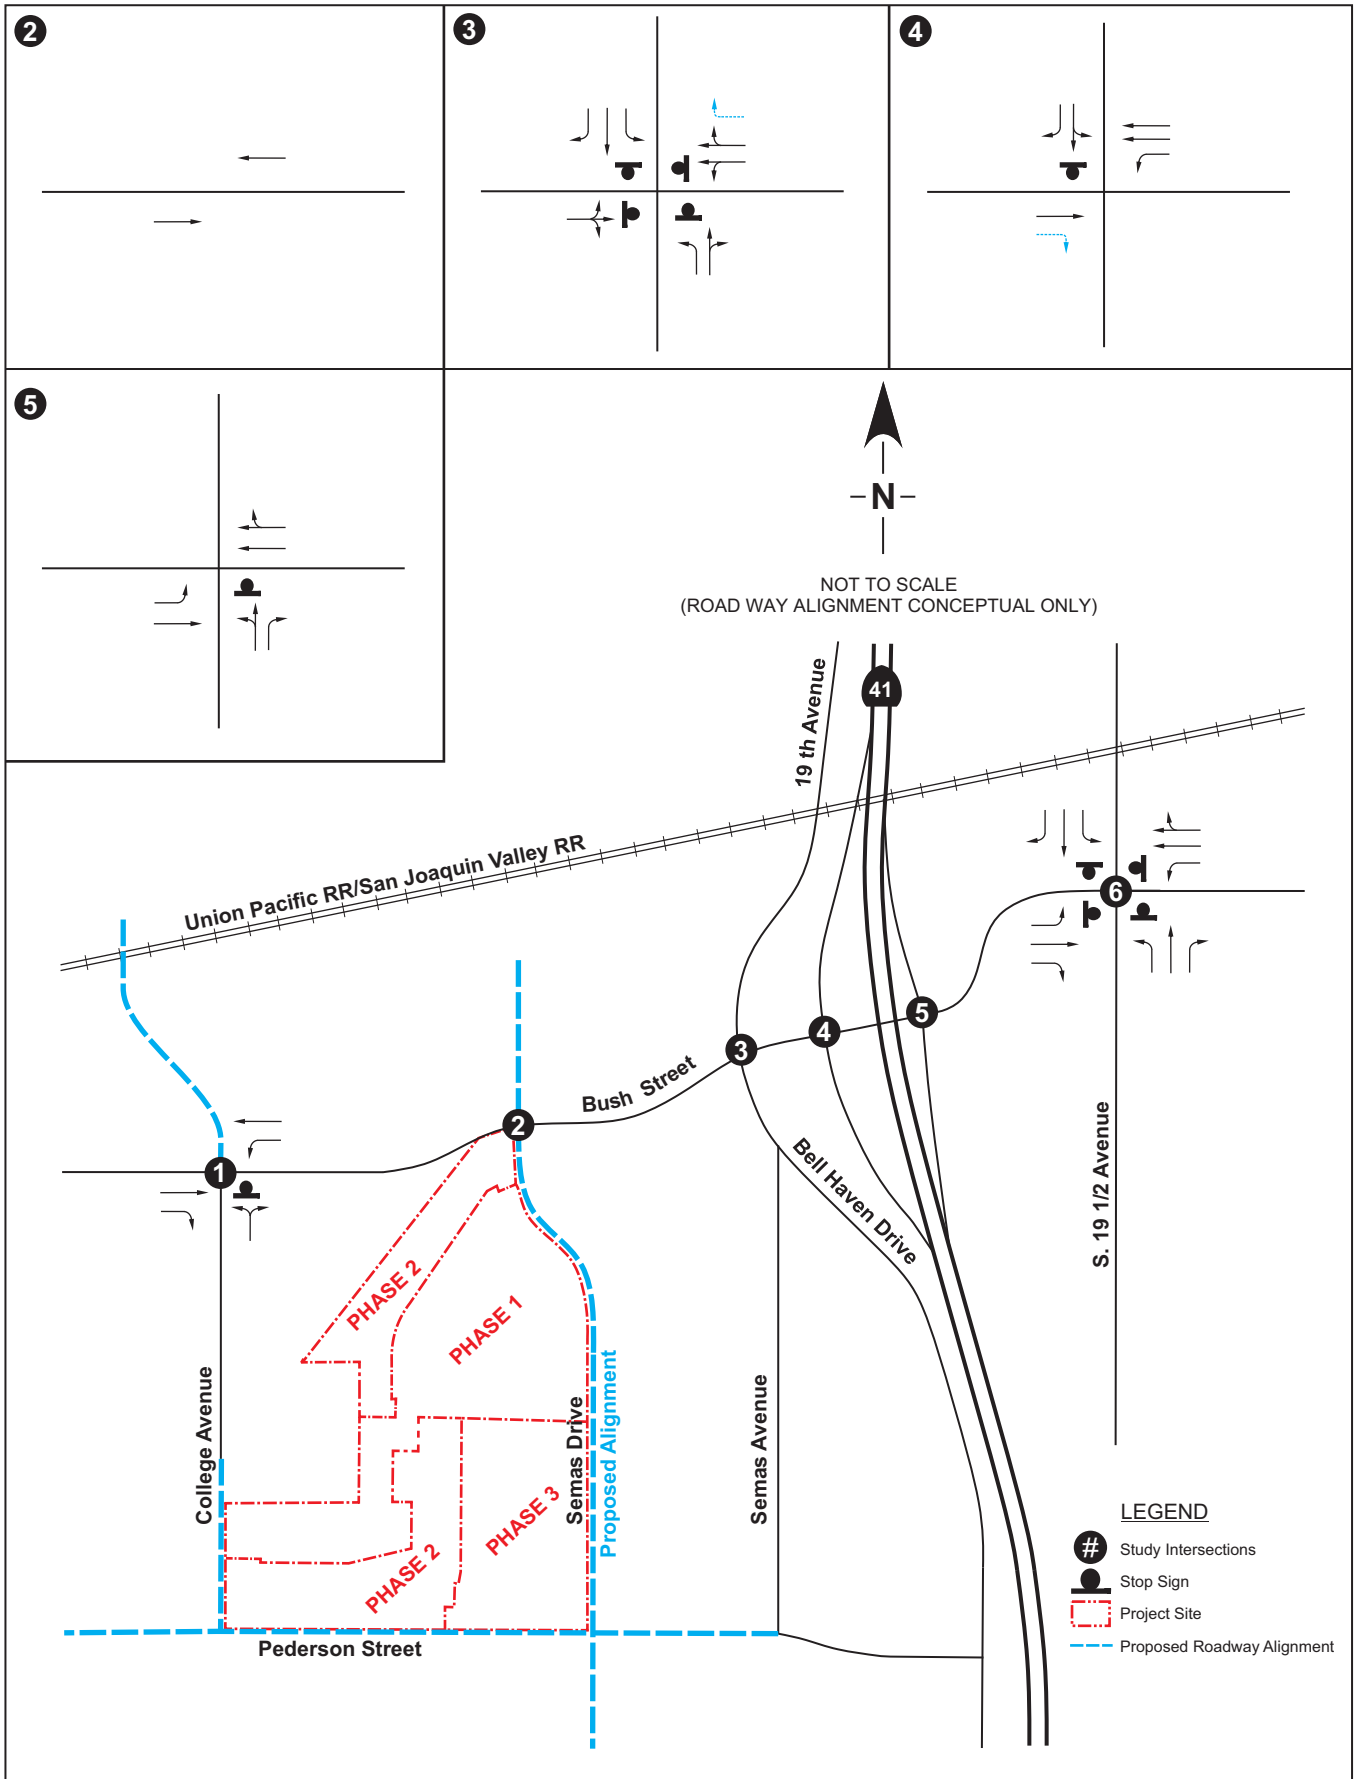 2
3
4
5
N
NOT TO SCALE
(ROAD WAY ALIGNMENT CONCEPTUAL ONLY)
19 th Avenue
41
Union Pacific RR/San Joaquin Valley RR
6
5
4
3
Bush Street
2
1
Bell Haven Drive
S. 19 1/2 Avenue
PHASE 2
PHASE 1
College Avenue
Semas Drive
Proposed Alignment
Semas Avenue
PHASE 3
PHASE 2
Pederson Street
LEGEND
# Study Intersections
Stop Sign
Project Site
Proposed Roadway Alignment